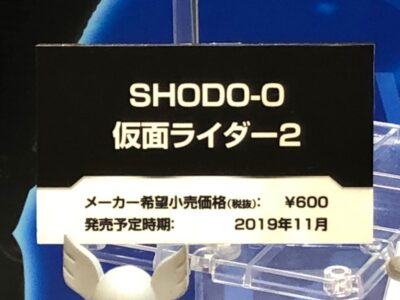 SHODO-O
仮面ライダー2
メーカー希望小売価格(税抜): ¥600
発売予定時期: 2019年11月